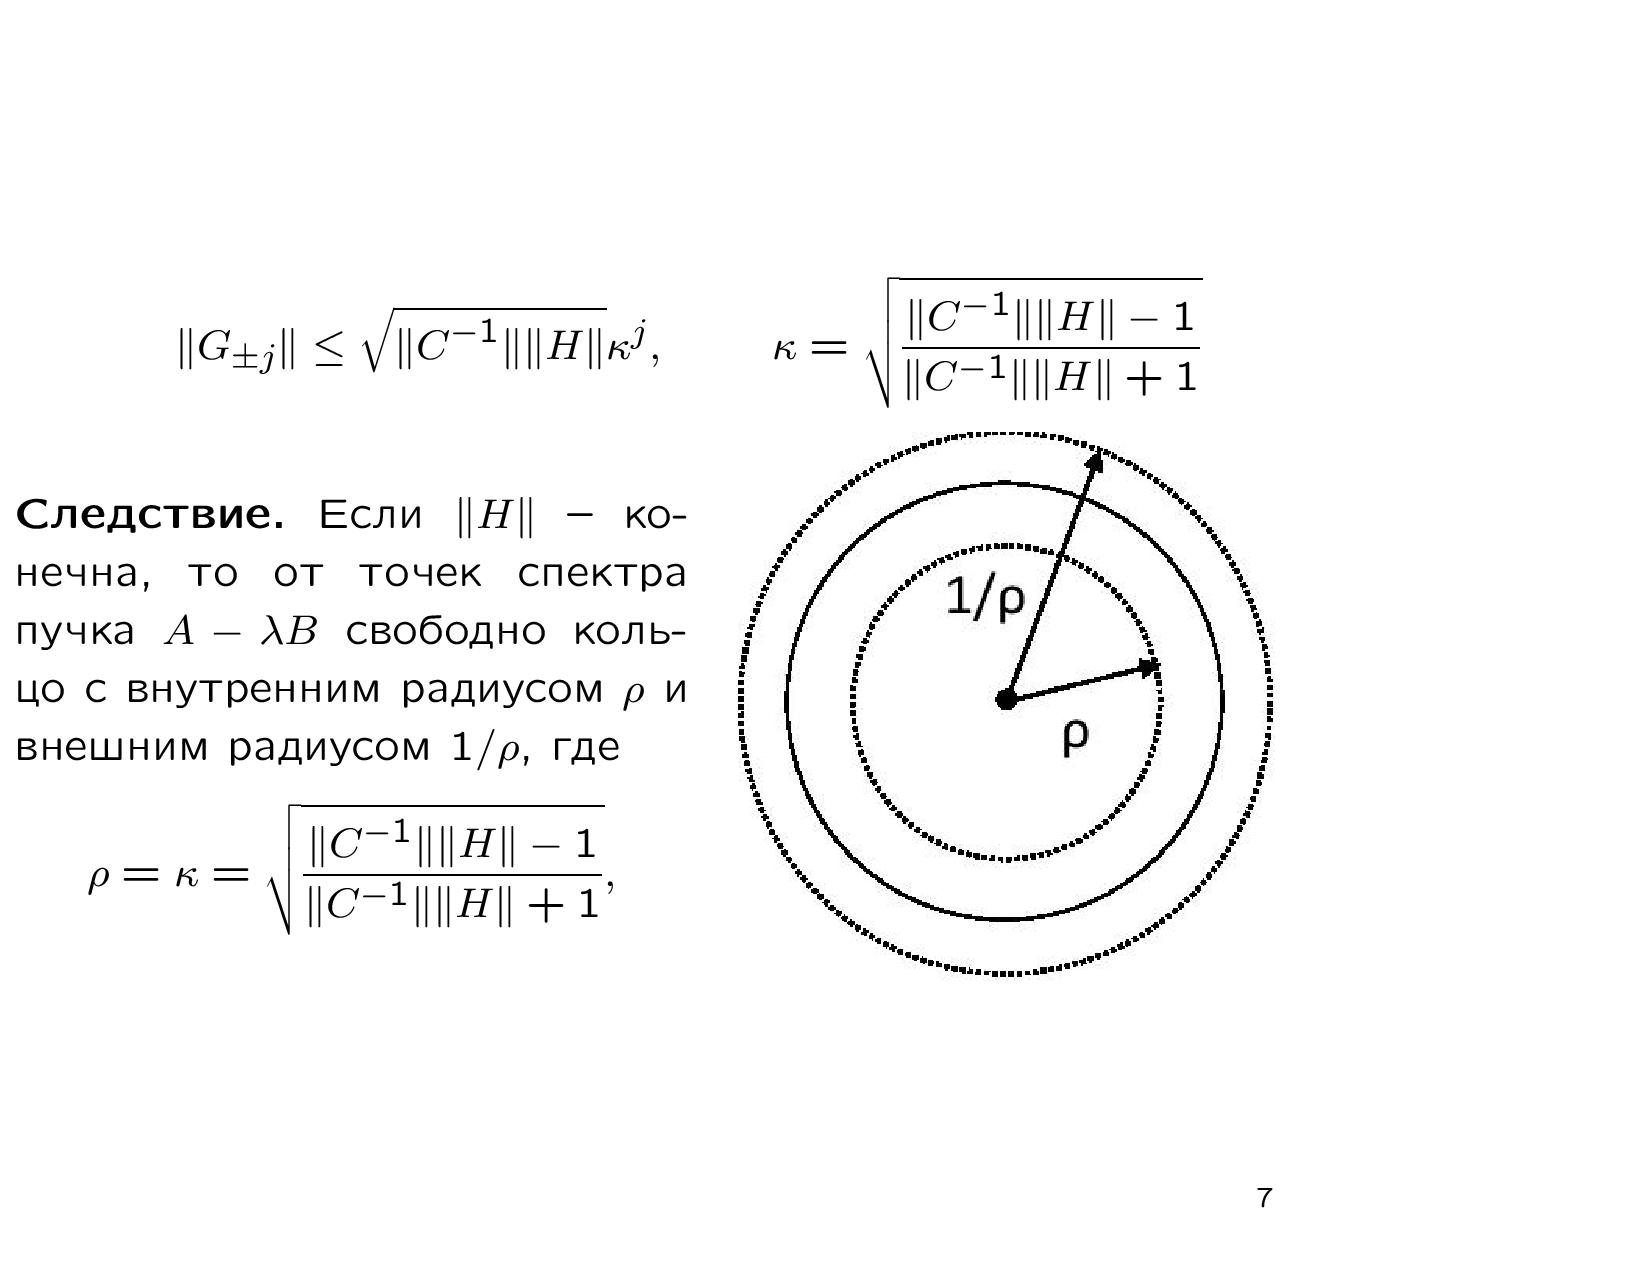 ‖G±j‖ ≤ √(‖C⁻¹‖‖H‖)κʲ, κ = √((‖C⁻¹‖‖H‖ − 1)/(‖C⁻¹‖‖H‖ + 1))
Следствие. Если ‖H‖ – ко-
нечна, то от точек спектра
пучка A − λB свободно коль-
цо с внутренним радиусом ρ и
внешним радиусом 1/ρ, где
ρ = κ = √((‖C⁻¹‖‖H‖ − 1)/(‖C⁻¹‖‖H‖ + 1)),
1/ρ
ρ
7